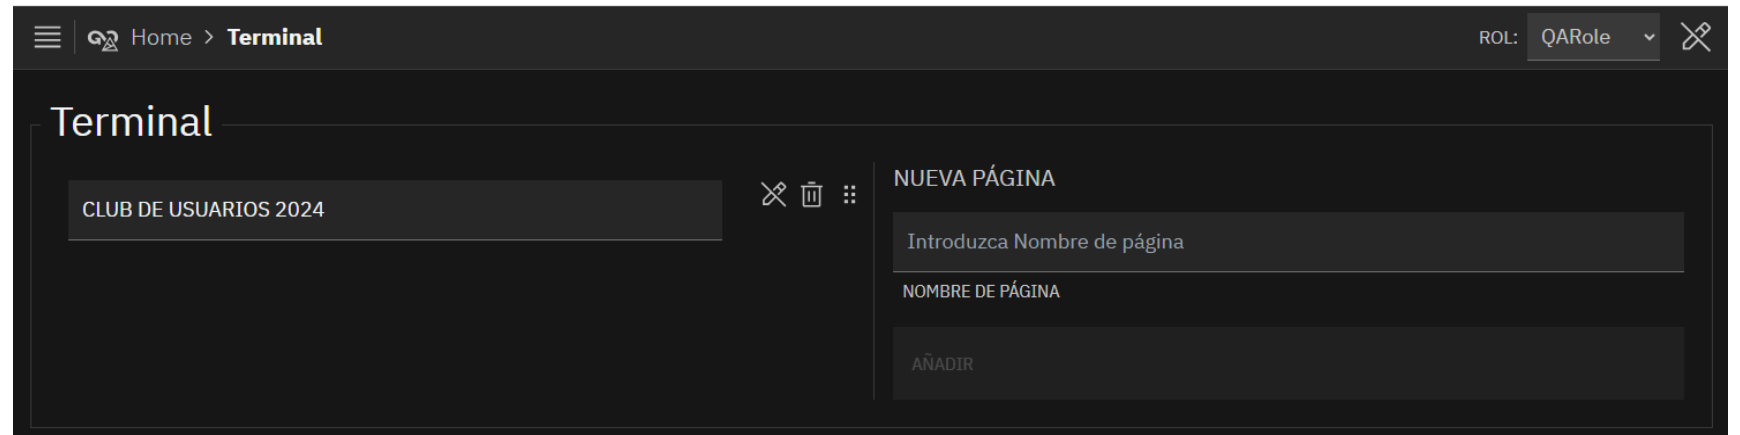 Home > Terminal
ROL: QARole
Terminal
CLUB DE USUARIOS 2024
NUEVA PÁGINA
Introduzca Nombre de página
NOMBRE DE PÁGINA
AÑADIR